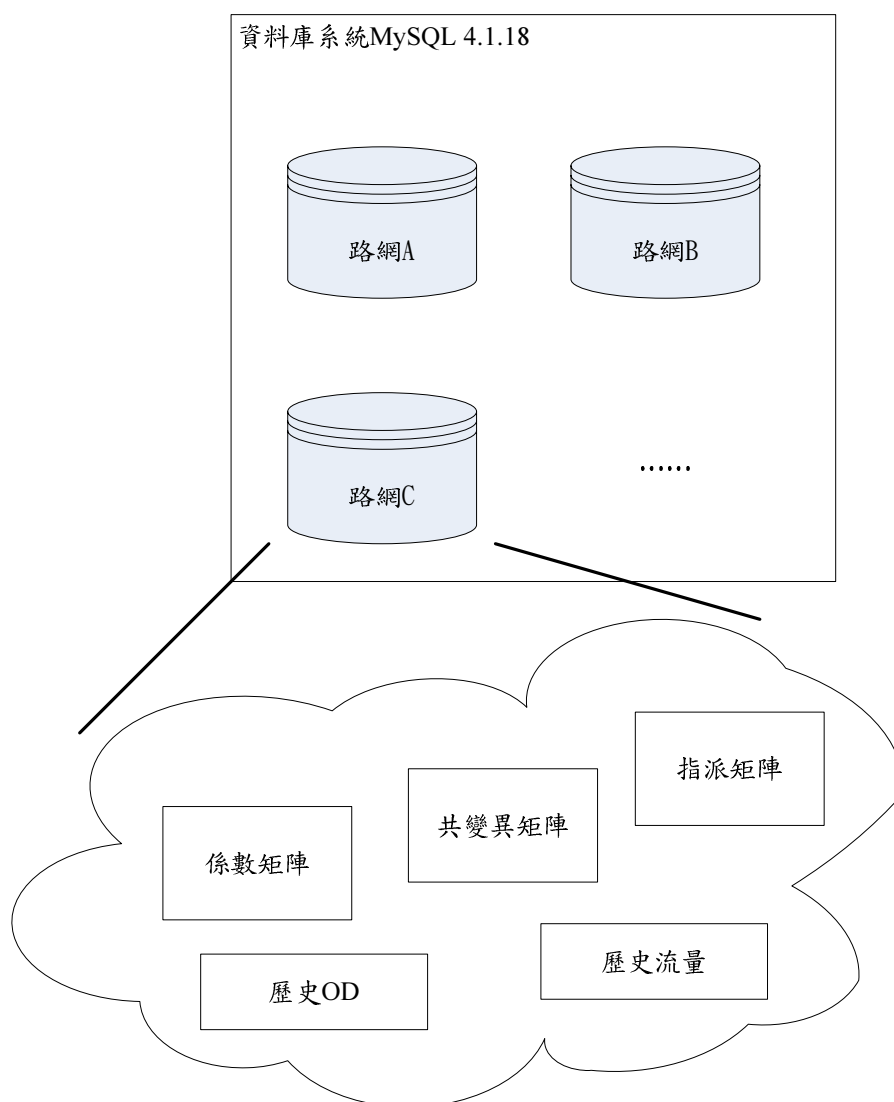 資料庫系統MySQL 4.1.18
路網A
路網B
路網C
......
指派矩陣
共變異矩陣
係數矩陣
歷史流量
歷史OD